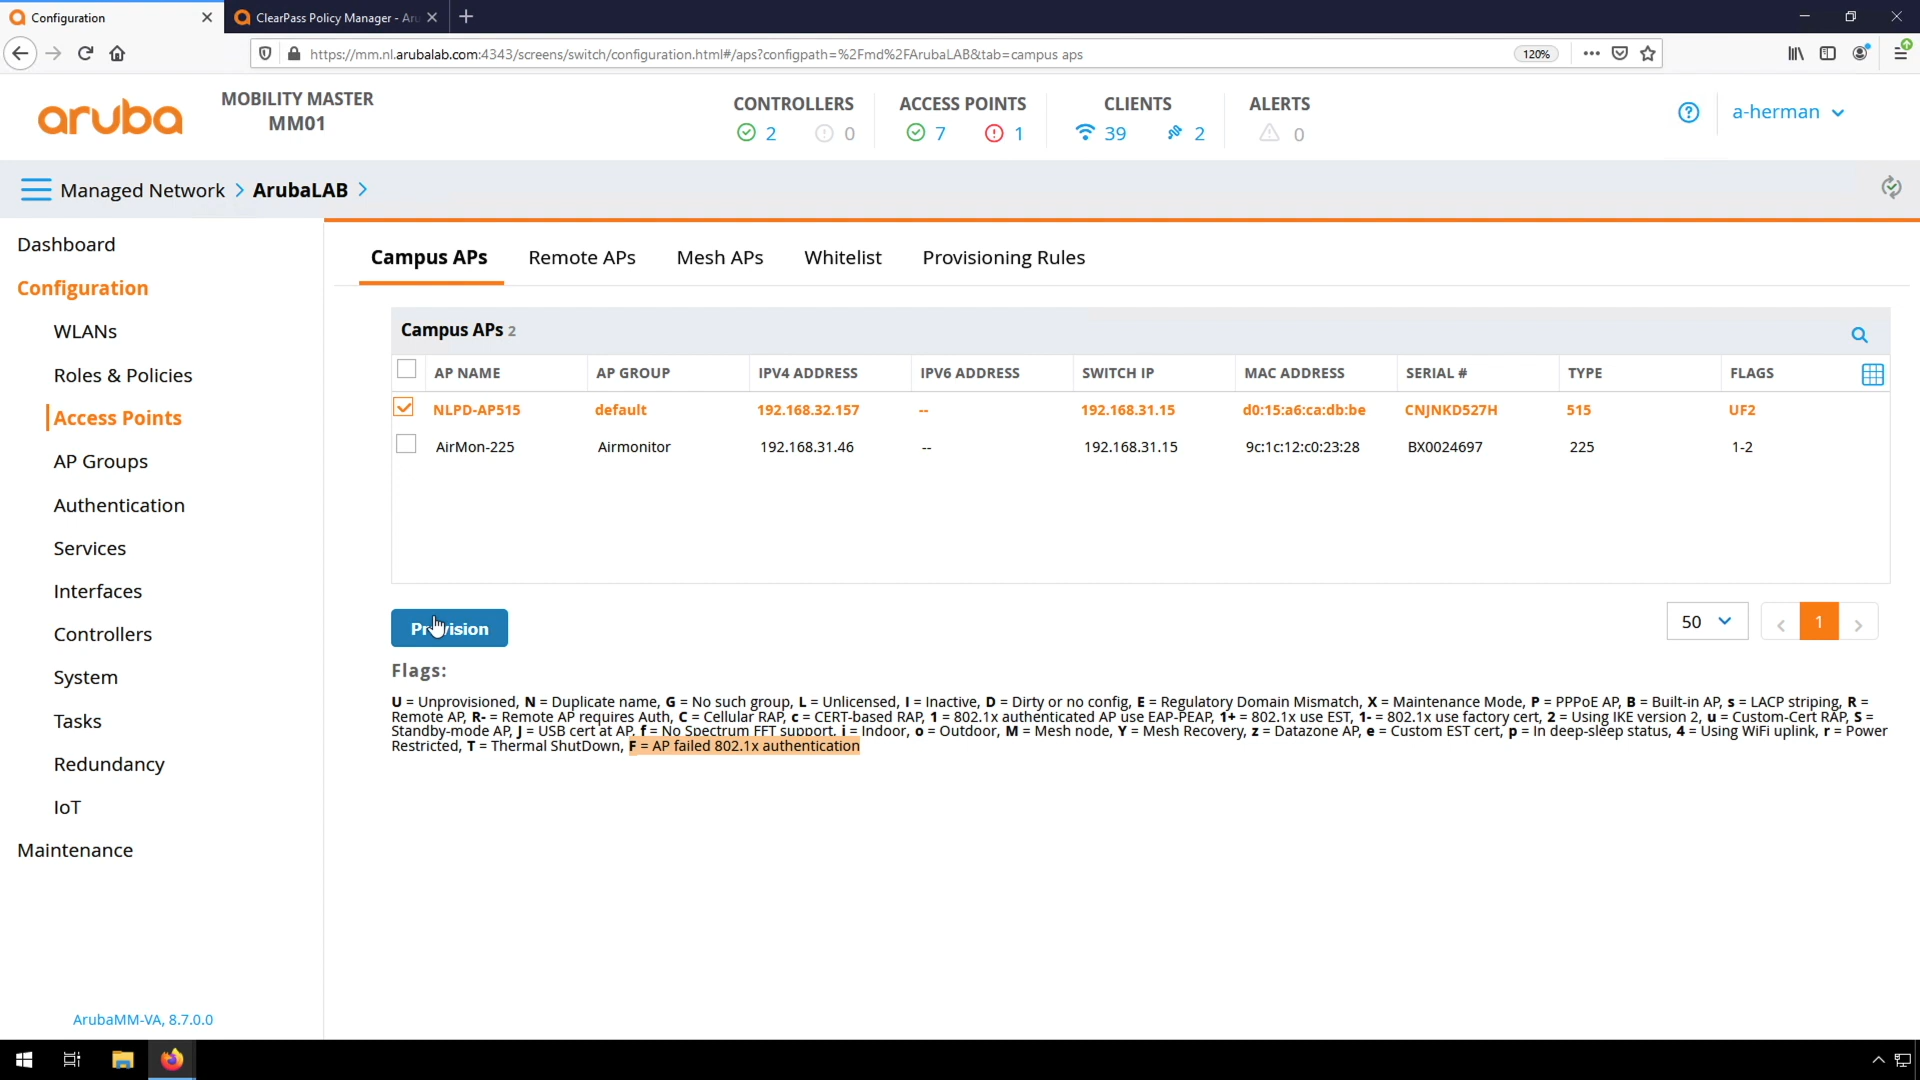 Configuration
ClearPass Policy Manager - Aru
https://mm.nl.arubalab.com:4343/screens/switch/configuration.html#/aps?configpath=%2Fmd%2FArubaLAB&tab=campus aps
120%
aruba
MOBILITY MASTER
MM01
CONTROLLERS
2 0
ACCESS POINTS
7 1
CLIENTS
39 2
ALERTS
0
a-herman
Managed Network > ArubaLAB >
Dashboard
Configuration
WLANs
Roles & Policies
Access Points
AP Groups
Authentication
Services
Interfaces
Controllers
System
Tasks
Redundancy
IoT
Maintenance
ArubaMM-VA, 8.7.0.0
Campus APs Remote APs Mesh APs Whitelist Provisioning Rules
Campus APs 2
AP NAME AP GROUP IPV4 ADDRESS IPV6 ADDRESS SWITCH IP MAC ADDRESS SERIAL # TYPE FLAGS
NLPD-AP515 default 192.168.32.157 -- 192.168.31.15 d0:15:a6:ca:db:be CNJNKD527H 515 UF2
AirMon-225 Airmonitor 192.168.31.46 -- 192.168.31.15 9c:1c:12:c0:23:28 BX0024697 225 1-2
Provision
50
< 1 >
Flags:
U = Unprovisioned, N = Duplicate name, G = No such group, L = Unlicensed, I = Inactive, D = Dirty or no config, E = Regulatory Domain Mismatch, X = Maintenance Mode, P = PPPoE AP, B = Built-in AP, s = LACP striping, R =
Remote AP, R- = Remote AP requires Auth, C = Cellular RAP, c = CERT-based RAP, 1 = 802.1x authenticated AP use EAP-PEAP, 1+ = 802.1x use EST, 1- = 802.1x use factory cert, 2 = Using IKE version 2, u = Custom-Cert RAP, S =
Standby-mode AP, J = USB cert at AP, f = No Spectrum FFT support, i = Indoor, o = Outdoor, M = Mesh node, Y = Mesh Recovery, z = Datazone AP, e = Custom EST cert, p = In deep-sleep status, 4 = Using WiFi uplink, r = Power
Restricted, T = Thermal ShutDown, F = AP failed 802.1x authentication